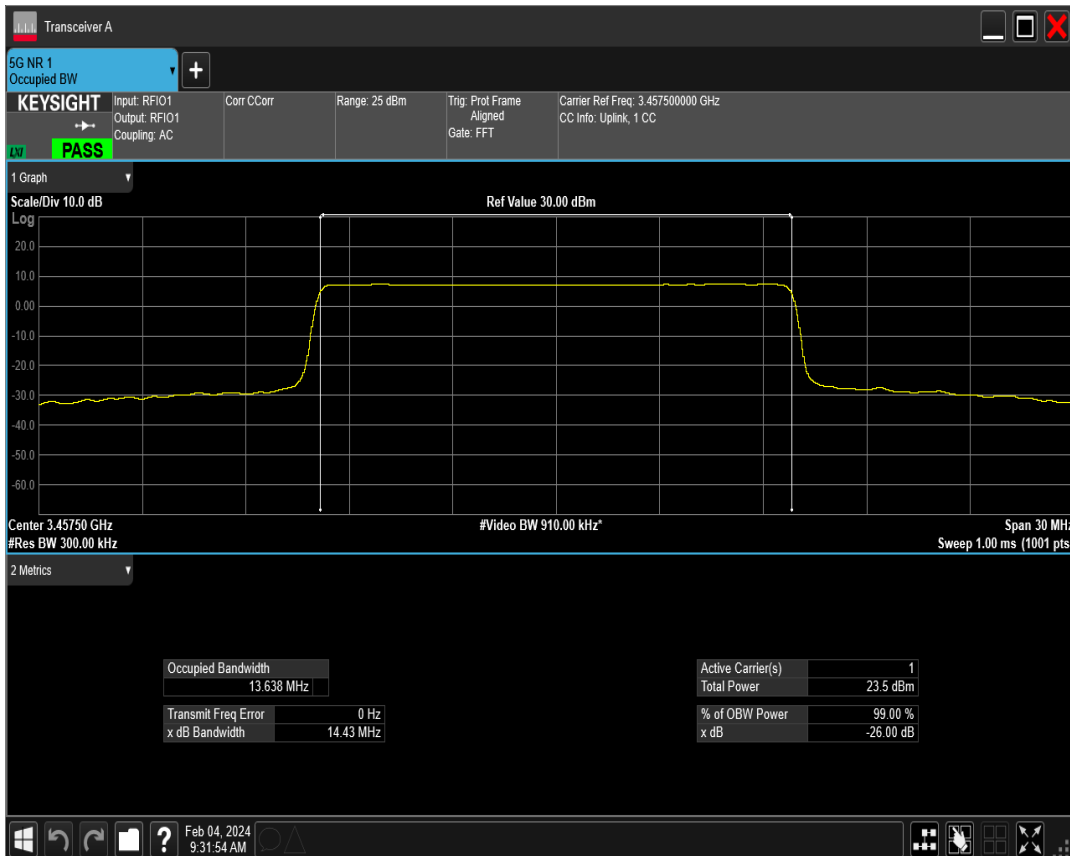 Transceiver A
5G NR 1
Occupied BW
+
KEYSIGHT
LXI
PASS
Input: RFIO1
Output: RFIO1
Coupling: AC
Corr CCorr
Range: 25 dBm
Trig: Prot Frame
Aligned
Gate: FFT
Carrier Ref Freq: 3.457500000 GHz
CC Info: Uplink, 1 CC
1 Graph
Scale/Div 10.0 dB
Ref Value 30.00 dBm
Log
20.0
10.0
0.00
-10.0
-20.0
-30.0
-40.0
-50.0
-60.0
Center 3.45750 GHz
#Video BW 910.00 kHz*
Span 30 MHz
#Res BW 300.00 kHz
Sweep 1.00 ms (1001 pts
2 Metrics
Occupied Bandwidth
13.638 MHz
Transmit Freq Error 0 Hz
x dB Bandwidth 14.43 MHz
Active Carrier(s) 1
Total Power 23.5 dBm
% of OBW Power 99.00 %
x dB -26.00 dB
?
Feb 04, 2024
9:31:54 AM